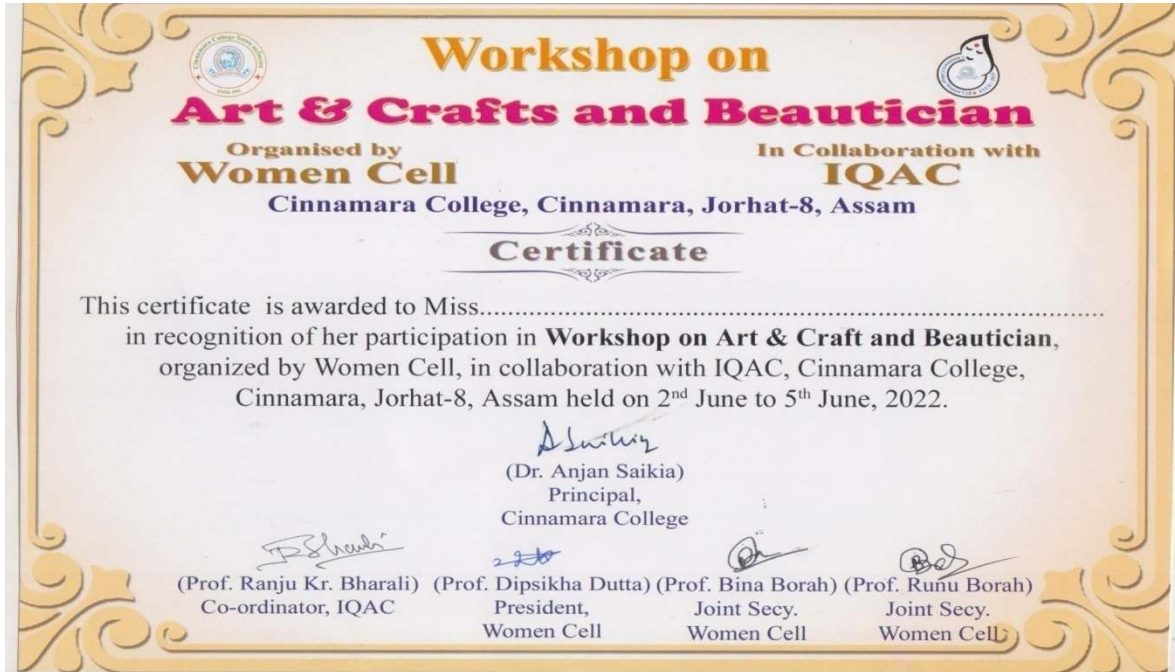 Workshop on
Art & Crafts and Beautician
Organised by
Women Cell
In Collaboration with
IQAC
Cinnamara College, Cinnamara, Jorhat-8, Assam
Certificate
This certificate is awarded to Miss..........................................................................................
in recognition of her participation in Workshop on Art & Craft and Beautician,
organized by Women Cell, in collaboration with IQAC, Cinnamara College,
Cinnamara, Jorhat-8, Assam held on 2nd June to 5th June, 2022.
(Dr. Anjan Saikia)
Principal,
Cinnamara College
(Prof. Ranju Kr. Bharali) (Prof. Dipsikha Dutta) (Prof. Bina Borah) (Prof. Runu Borah)
Co-ordinator, IQAC President, Joint Secy. Joint Secy.
Women Cell Women Cell Women Cell